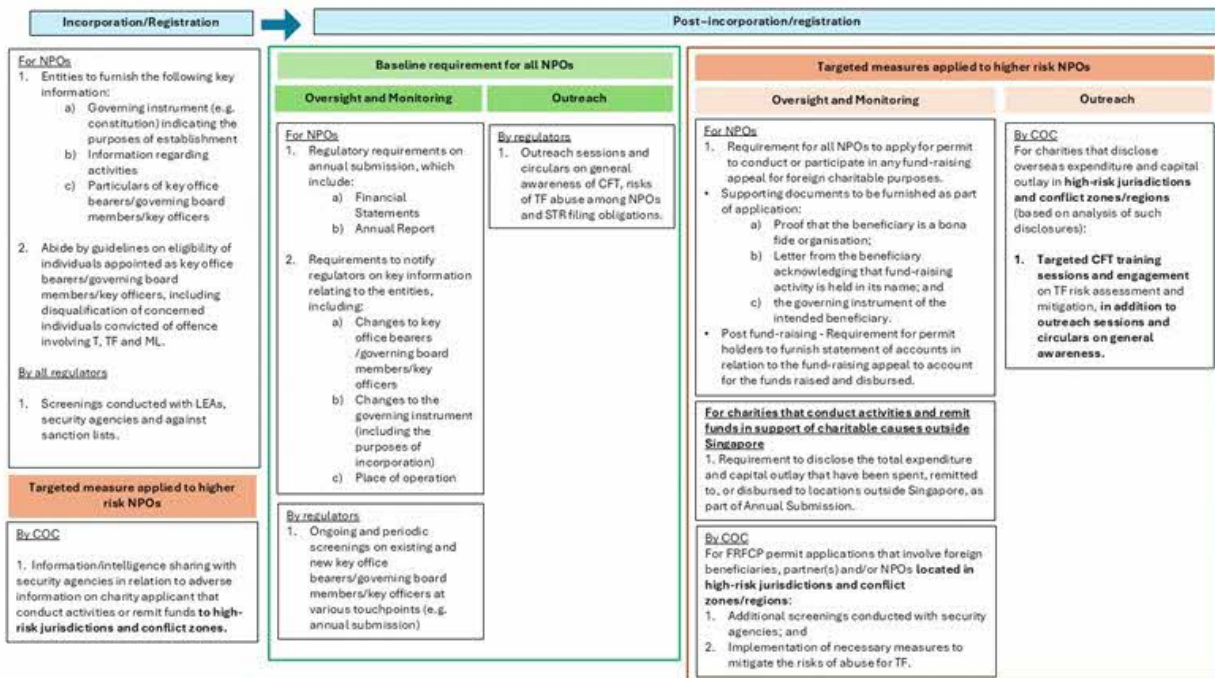 Incorporation/Registration
Post-incorporation/registration
For NPOs
1. Entities to furnish the following key
information:
a) Governing instrument (e.g.
constitution) indicating the
purposes of establishment
b) Information regarding
activities
c) Particulars of key office
bearers/governing board
members/key officers
2. Abide by guidelines on eligibility of
individuals appointed as key office
bearers/governing board
members/key officers, including
disqualification of concerned
individuals convicted of offence
involving T, TF and ML.
By all regulators
1. Screenings conducted with LEAs,
security agencies and against
sanction lists.
Targeted measure applied to higher
risk NPOs
By COC
1. Information/intelligence sharing with
security agencies in relation to adverse
information on charity applicant that
conduct activities or remit funds to high-
risk jurisdictions and conflict zones.
Baseline requirement for all NPOs
Oversight and Monitoring
For NPOs
1. Regulatory requirements on
annual submission, which
include:
a) Financial
Statements
b) Annual Report
2. Requirements to notify
regulators on key information
relating to the entities,
including:
a) Changes to key
office bearers
/governing board
members/key
officers
b) Changes to the
governing instrument
(including the
purposes of
incorporation)
c) Place of operation
By regulators
1. Ongoing and periodic
screenings on existing and
new key office
bearers/governing board
members/key officers at
various touchpoints (e.g.
annual submission)
Outreach
By regulators
1. Outreach sessions and
circulars on general
awareness of CFT, risks
of TF abuse among NPOs
and STR filing obligations.
Targeted measures applied to higher risk NPOs
Oversight and Monitoring
For NPOs
1. Requirement for all NPOs to apply for permit
to conduct or participate in any fund-raising
appeal for foreign charitable purposes.
• Supporting documents to be furnished as part
of application:
a) Proof that the beneficiary is a bona
fide organisation;
b) Letter from the beneficiary
acknowledging that fund-raising
activity is held in its name; and
c) the governing instrument of the
intended beneficiary.
• Post fund-raising - Requirement for permit
holders to furnish statement of accounts in
relation to the fund-raising appeal to account
for the funds raised and disbursed.
For charities that conduct activities and remit
funds in support of charitable causes outside
Singapore
1. Requirement to disclose the total expenditure
and capital outlay that have been spent, remitted
to, or disbursed to locations outside Singapore, as
part of Annual Submission.
By COC
For FRFCP permit applications that involve foreign
beneficiaries, partner(s) and/or NPOs located in
high-risk jurisdictions and conflict
zones/regions:
1. Additional screenings conducted with security
agencies; and
2. Implementation of necessary measures to
mitigate the risks of abuse for TF.
Outreach
By COC
For charities that disclose
overseas expenditure and capital
outlay in high-risk jurisdictions
and conflict zones/regions
(based on analysis of such
disclosures):
1. Targeted CFT training
sessions and engagement
on TF risk assessment and
mitigation, in addition to
outreach sessions and
circulars on general
awareness.